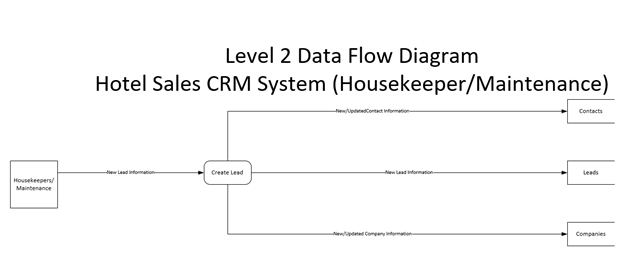 Level 2 Data Flow Diagram
Hotel Sales CRM System (Housekeeper/Maintenance)
New/UpdatedContact Information
Contacts
Housekeepers/
Maintenance
New Lead Information
Create Lead
New Lead Information
Leads
New/Updated Company Information
Companies